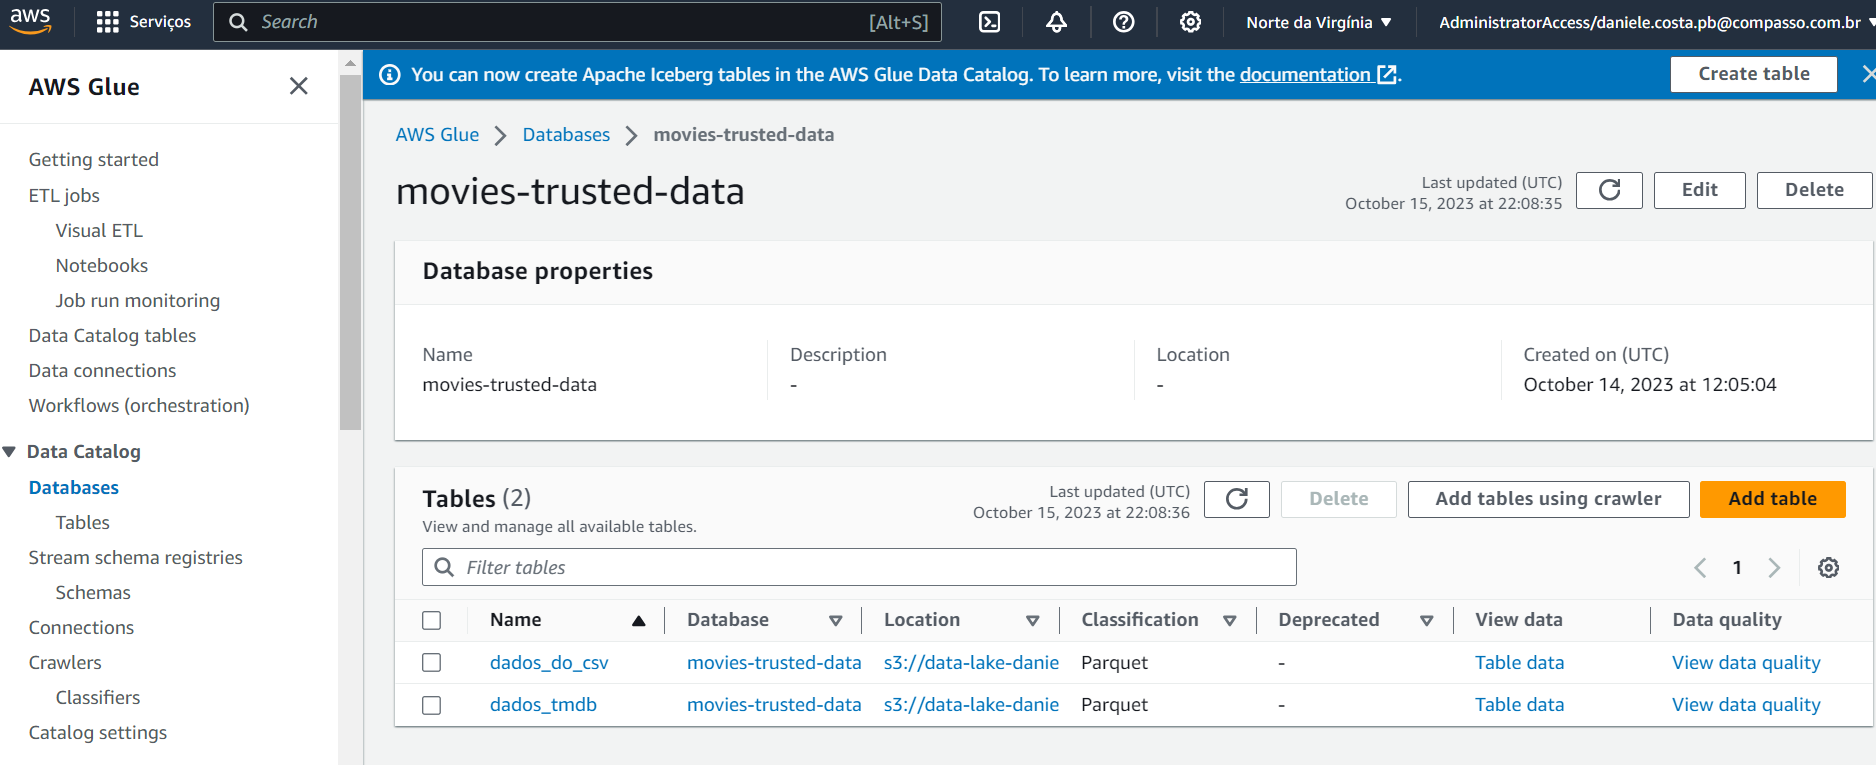 aws
Serviços
Search
[Alt+S]
Norte da Virgínia
AdministratorAccess/daniele.costa.pb@compasso.com.br
AWS Glue
Getting started
ETL jobs
Visual ETL
Notebooks
Job run monitoring
Data Catalog tables
Data connections
Workflows (orchestration)
Data Catalog
Databases
Tables
Stream schema registries
Schemas
Connections
Crawlers
Classifiers
Catalog settings
You can now create Apache Iceberg tables in the AWS Glue Data Catalog. To learn more, visit the documentation.
Create table
AWS Glue > Databases > movies-trusted-data
movies-trusted-data
Last updated (UTC)
October 15, 2023 at 22:08:35
Edit
Delete
Database properties
Name
movies-trusted-data
Description
-
Location
-
Created on (UTC)
October 14, 2023 at 12:05:04
Tables (2)
View and manage all available tables.
Last updated (UTC)
October 15, 2023 at 22:08:36
Delete
Add tables using crawler
Add table
Filter tables
1
Name Database Location Classification Deprecated View data Data quality
dados_do_csv movies-trusted-data s3://data-lake-danie Parquet - Table data View data quality
dados_tmdb movies-trusted-data s3://data-lake-danie Parquet - Table data View data quality